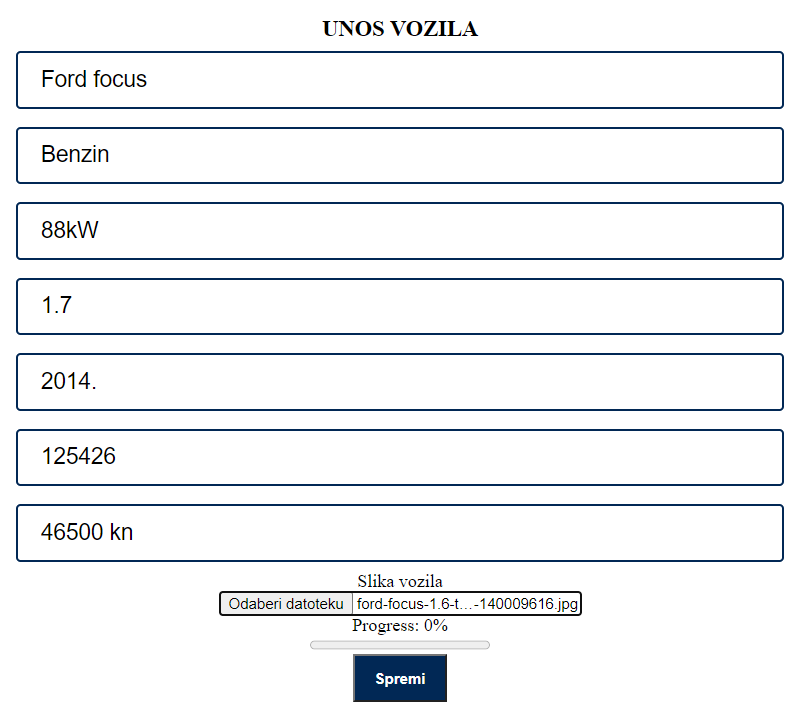 UNOS VOZILA
Ford focus
Benzin
88kW
1.7
2014.
125426
46500 kn
Slika vozila
Odaberi datoteku ford-focus-1.6-t...-140009616.jpg
Progress: 0%
Spremi